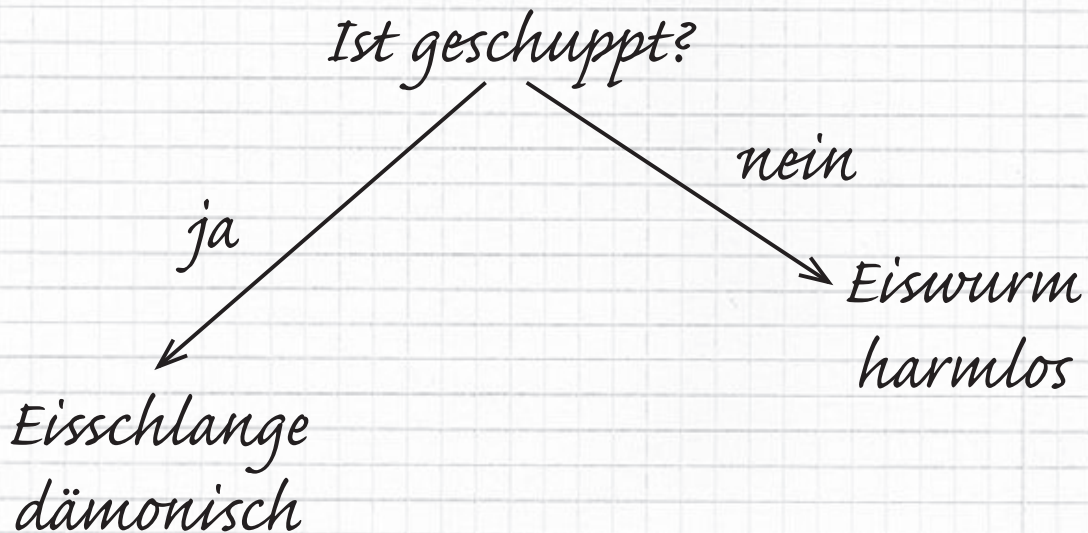 Ist geschuppt?
nein
ja
Eiswurm
harmlos
Eisschlange
dämonisch